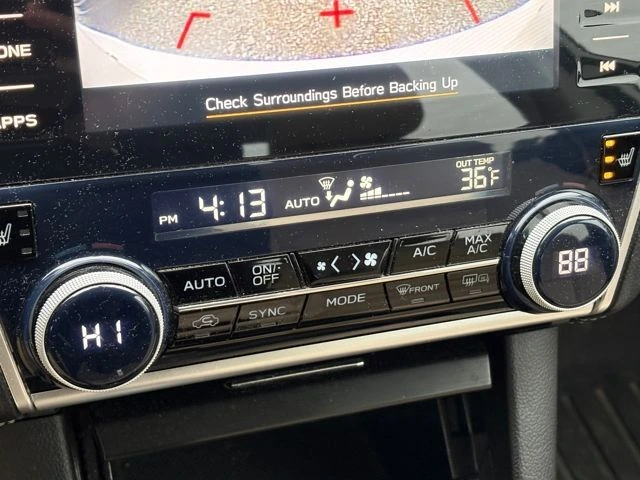 ONE
APPS
Check Surroundings Before Backing Up
OUT TEMP
PM 4:13 AUTO 36°F
AUTO ON/OFF A/C MAX A/C
SYNC MODE FRONT
HI
88